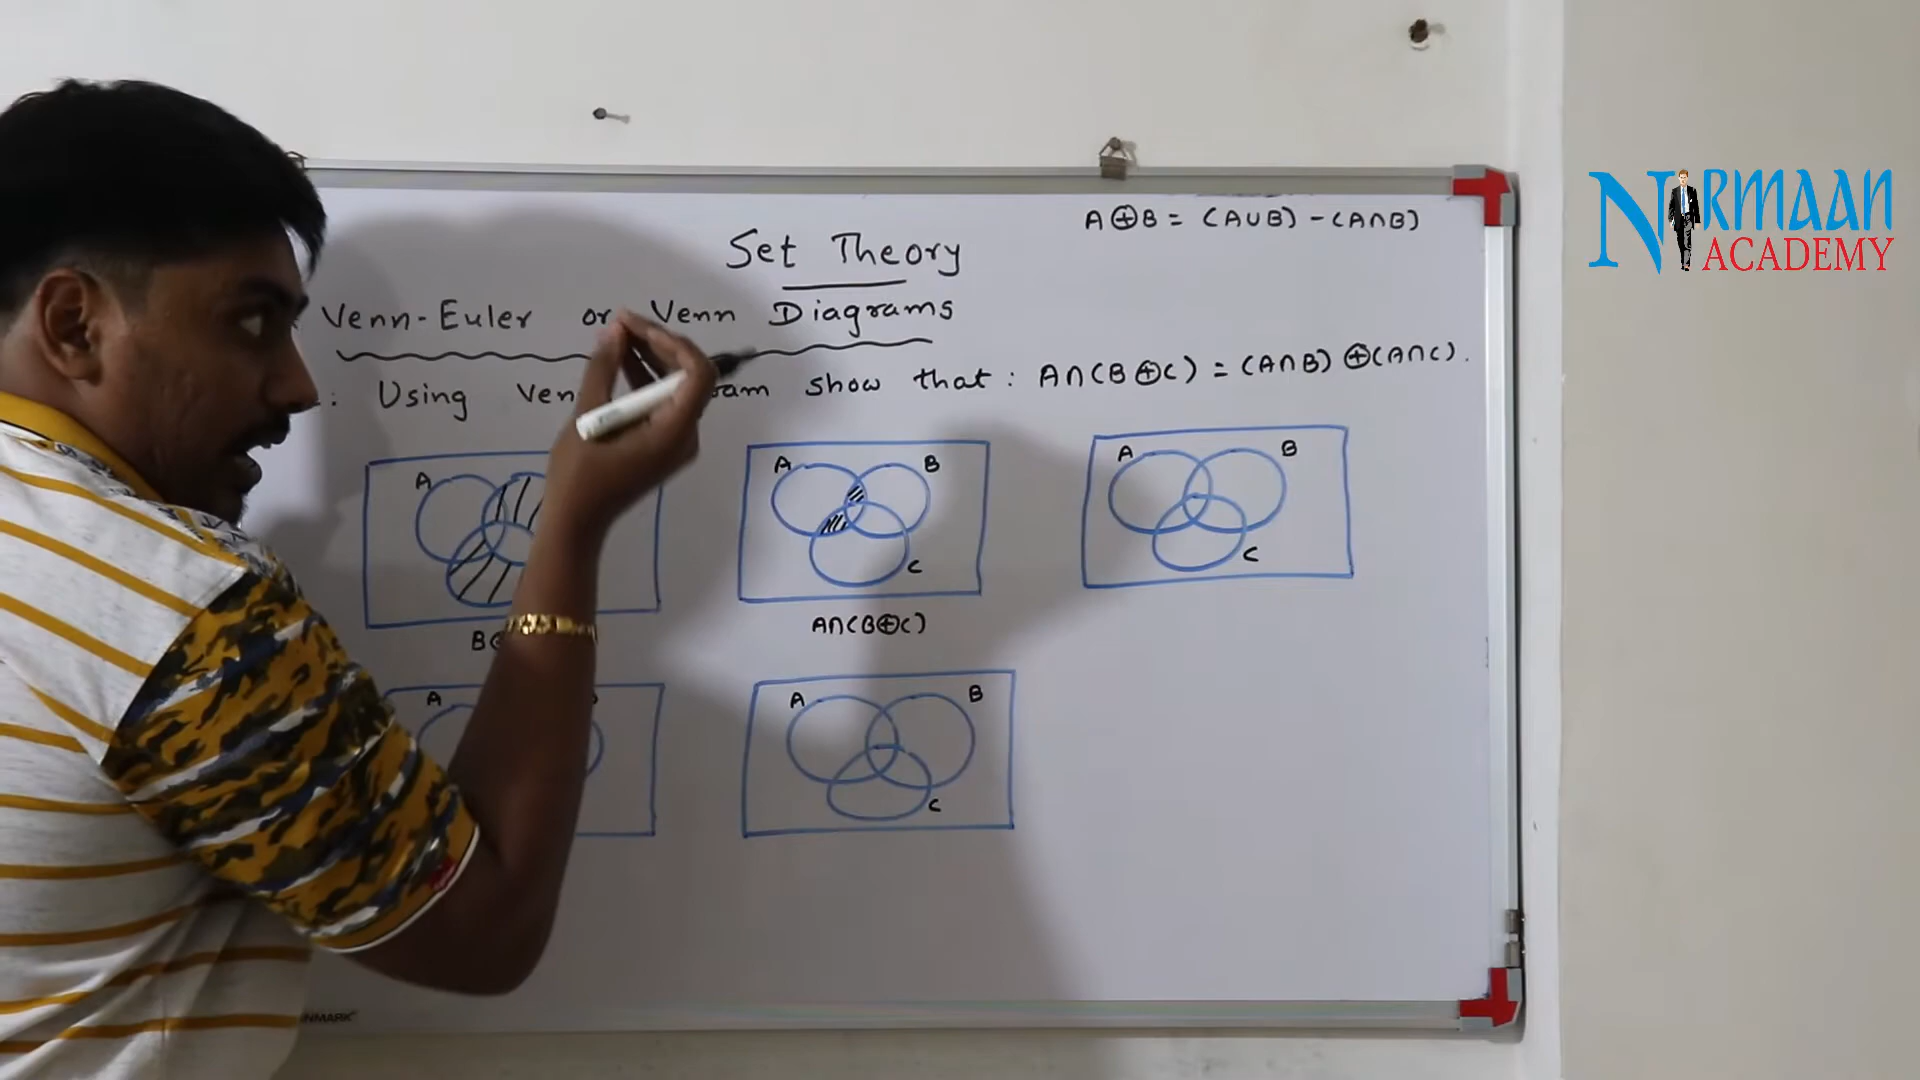 A ⊕ B = (A∪B) - (A∩B)
Set Theory
Venn-Euler or Venn Diagrams
: Using show that : A∩(B ⊕ C) = (A∩B) ⊕ (A∩C).
A
A B C
A B C
A∩(B⊕C)
A
A B C
NIRMAAN
ACADEMY